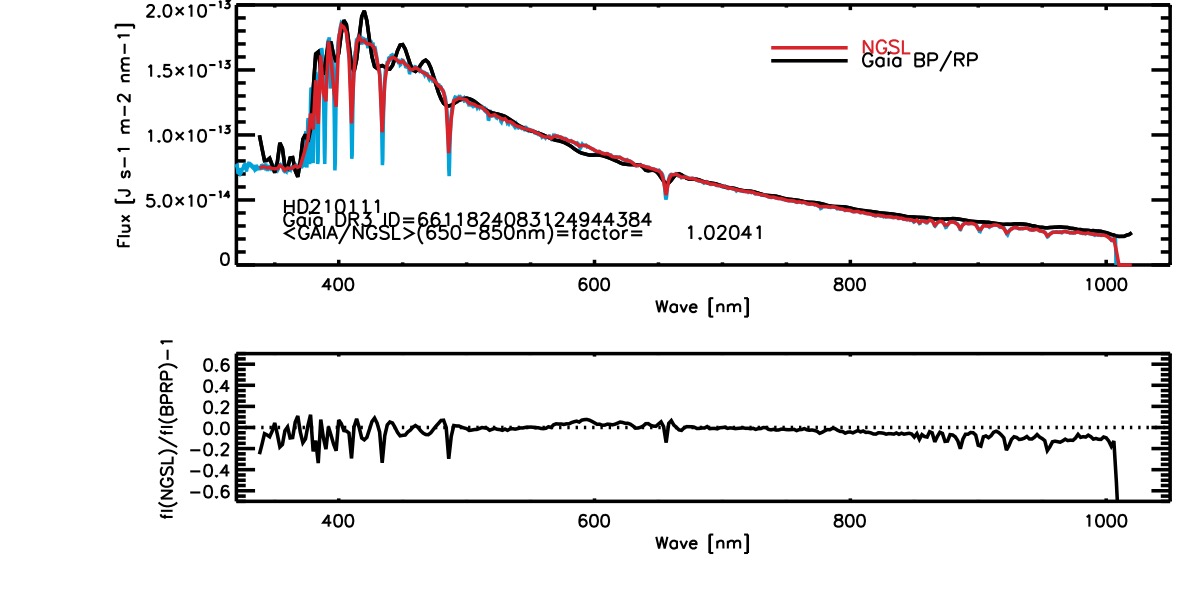 2.0×10−13
1.5×10−13
1.0×10−13
5.0×10−14
0
Flux [J s−1 m−2 nm−1]
NGSL
Gaia BP/RP
HD210111
Gaia DR3 ID=6611824083124944384
<GAIA/NGSL>(650−850nm)=factor= 1.02041
400 600 800 1000
Wave [nm]
fl(NGSL)/fl(BPRP)−1
0.6
0.4
0.2
0.0
−0.2
−0.4
−0.6
400 600 800 1000
Wave [nm]